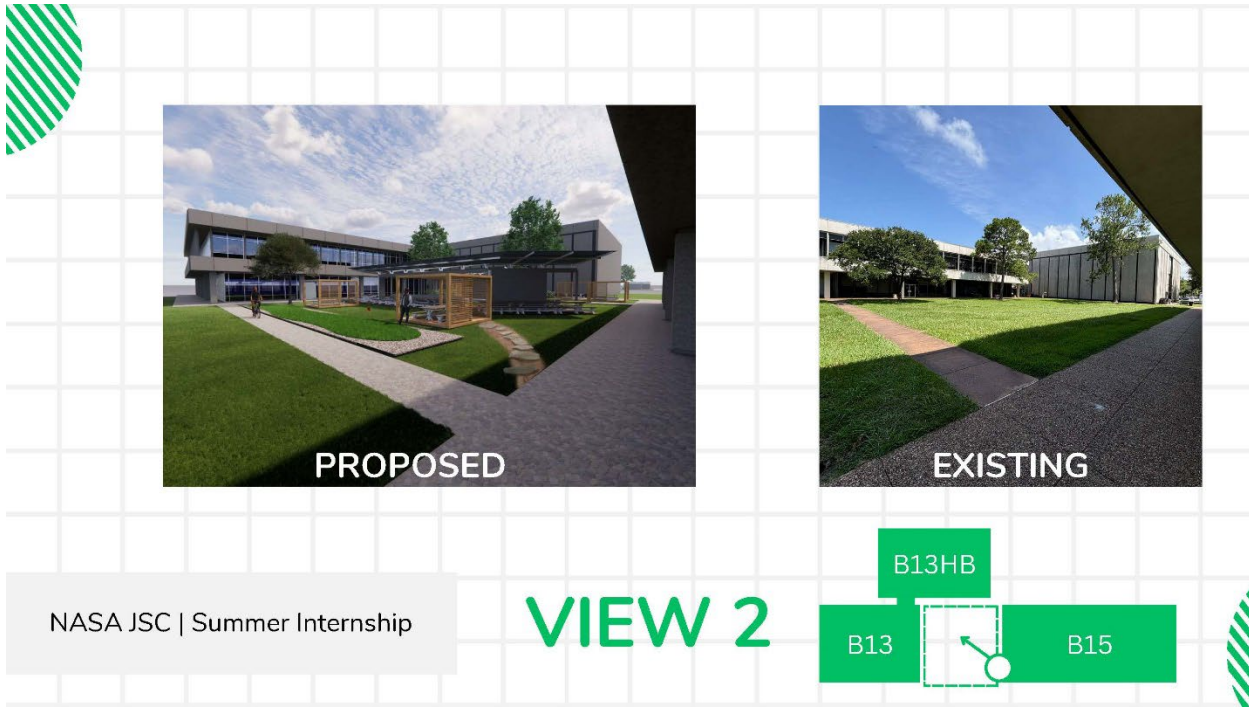 PROPOSED
EXISTING
NASA JSC | Summer Internship
VIEW 2
B13HB
B13
B15